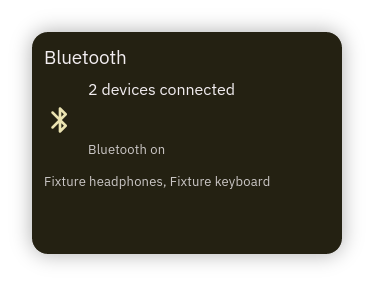 Bluetooth
2 devices connected
Bluetooth on
Fixture headphones, Fixture keyboard